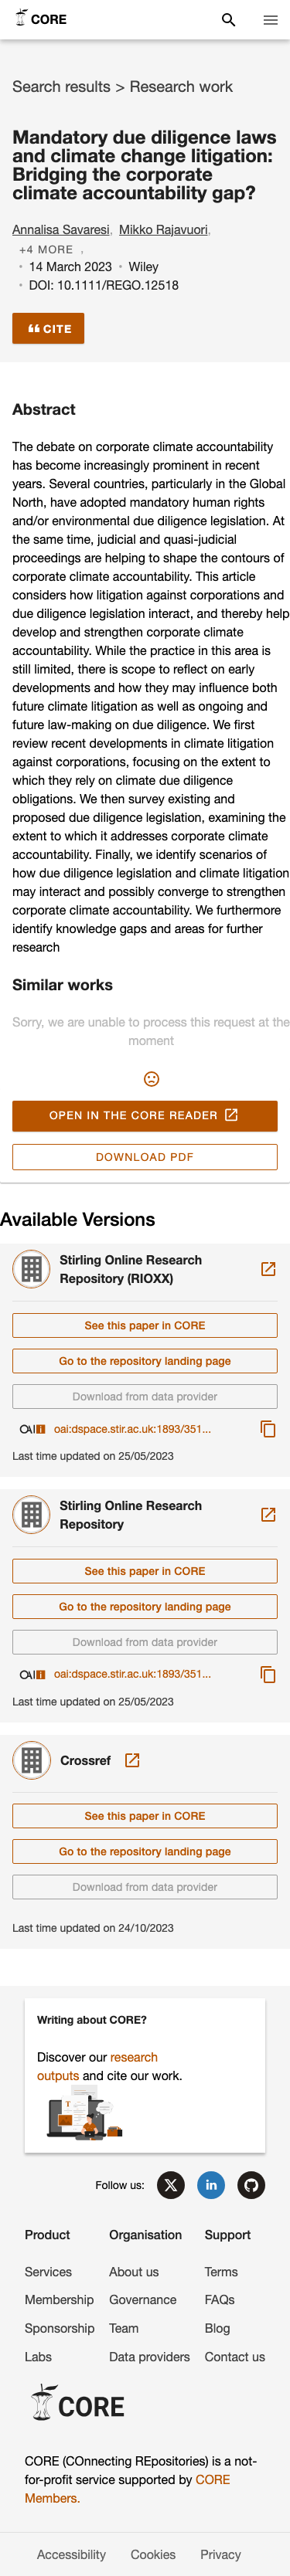 CORE
Search results > Research work
Mandatory due diligence laws
and climate change litigation:
Bridging the corporate
climate accountability gap?
Annalisa Savaresi, Mikko Rajavuori,
+4 MORE ,
• 14 March 2023 • Wiley
• DOI: 10.1111/REGO.12518
CITE
Abstract
The debate on corporate climate accountability
has become increasingly prominent in recent
years. Several countries, particularly in the Global
North, have adopted mandatory human rights
and/or environmental due diligence legislation. At
the same time, judicial and quasi-judicial
proceedings are helping to shape the contours of
corporate climate accountability. This article
considers how litigation against corporations and
due diligence legislation interact, and thereby help
develop and strengthen corporate climate
accountability. While the practice in this area is
still limited, there is scope to reflect on early
developments and how they may influence both
future climate litigation as well as ongoing and
future law-making on due diligence. We first
review recent developments in climate litigation
against corporations, focusing on the extent to
which they rely on climate due diligence
obligations. We then survey existing and
proposed due diligence legislation, examining the
extent to which it addresses corporate climate
accountability. Finally, we identify scenarios of
how due diligence legislation and climate litigation
may interact and possibly converge to strengthen
corporate climate accountability. We furthermore
identify knowledge gaps and areas for further
research
Similar works
Sorry, we are unable to process this request at the
moment
OPEN IN THE CORE READER
DOWNLOAD PDF
Available Versions
Stirling Online Research
Repository (RIOXX)
See this paper in CORE
Go to the repository landing page
Download from data provider
OAI oai:dspace.stir.ac.uk:1893/351...
Last time updated on 25/05/2023
Stirling Online Research
Repository
See this paper in CORE
Go to the repository landing page
Download from data provider
OAI oai:dspace.stir.ac.uk:1893/351...
Last time updated on 25/05/2023
Crossref
See this paper in CORE
Go to the repository landing page
Download from data provider
Last time updated on 24/10/2023
Writing about CORE?
Discover our research
outputs and cite our work.
Follow us:
Product Organisation Support
Services About us Terms
Membership Governance FAQs
Sponsorship Team Blog
Labs Data providers Contact us
CORE
CORE (COnnecting REpositories) is a not-
for-profit service supported by CORE
Members.
Accessibility Cookies Privacy